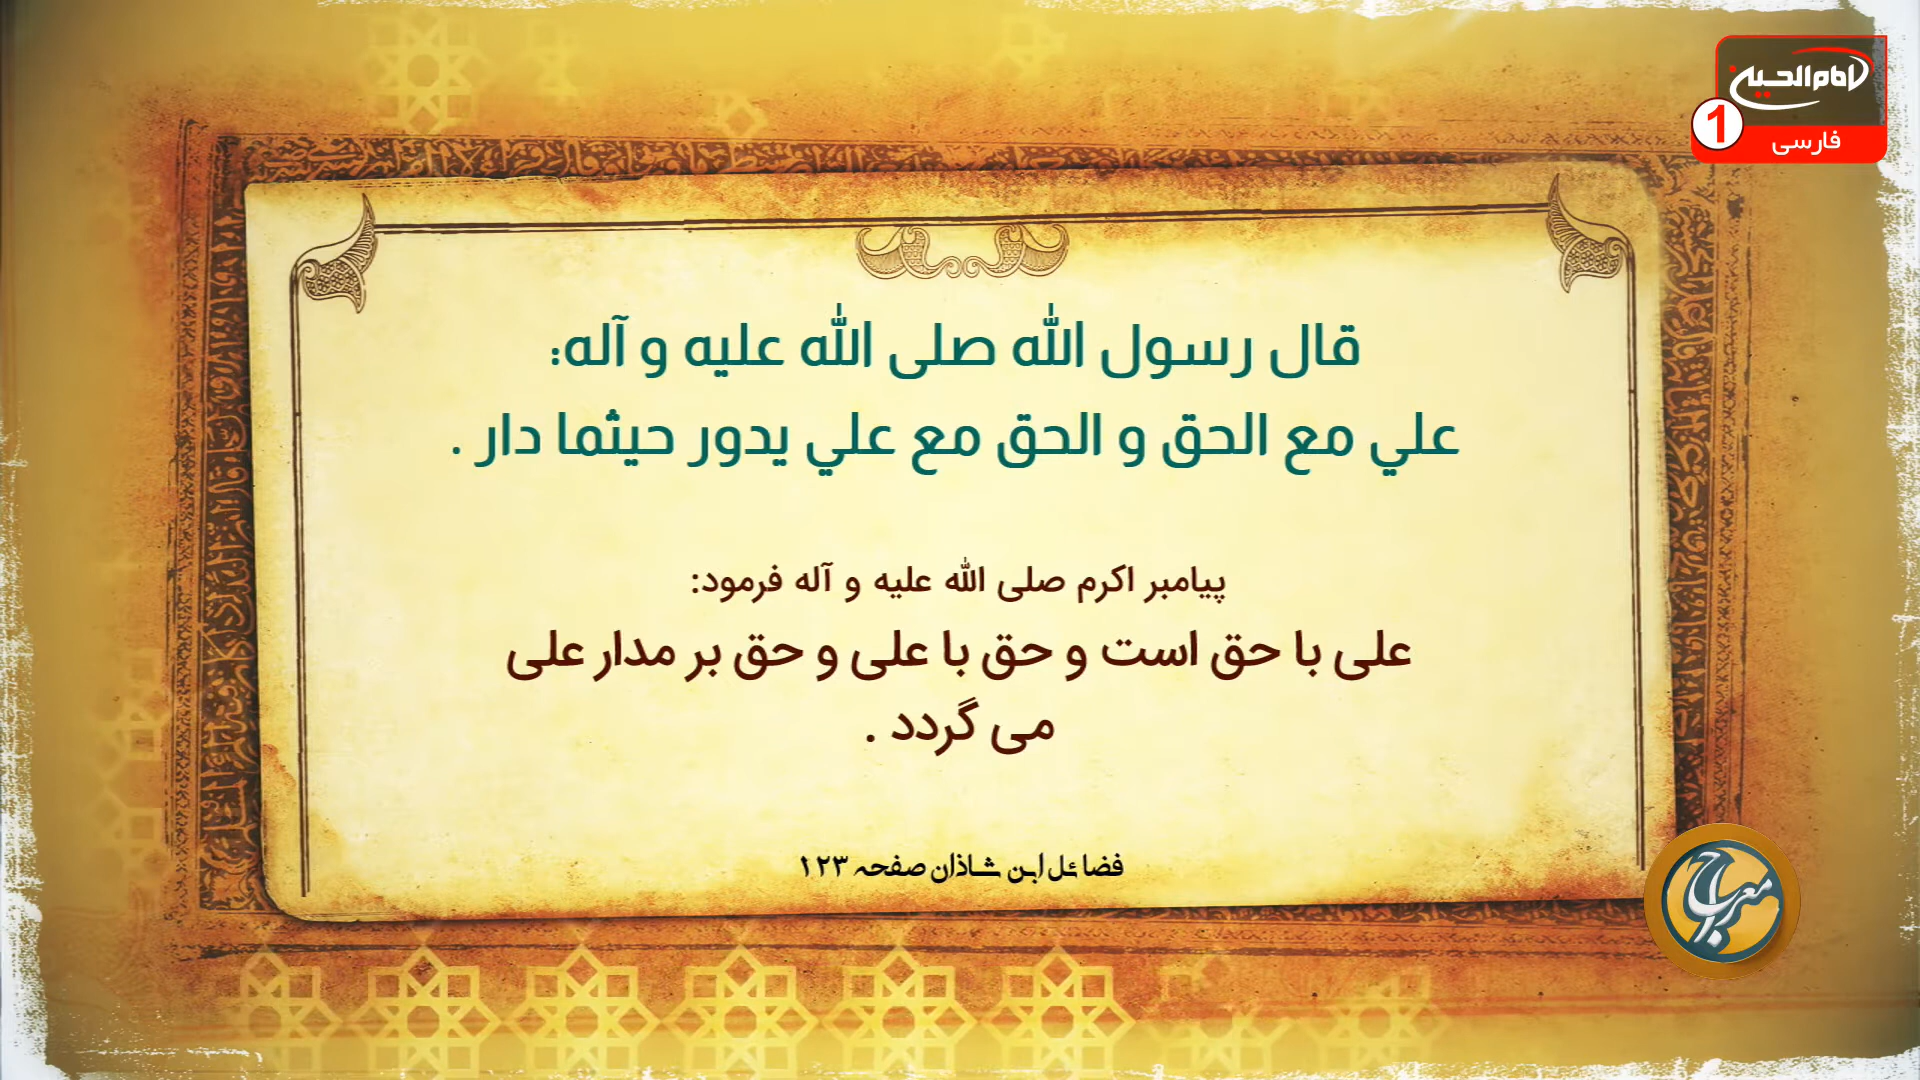 امام الحسین
1
فارسی
قال رسول الله صلی الله علیه و آله:
علي مع الحق و الحق مع علي يدور حيثما دار .
پیامبر اکرم صلی الله علیه و آله فرمود:
علی با حق است و حق با علی و حق بر مدار علی
می گردد .
فضائل ابن شاذان صفحه ۱۲۳
معراج